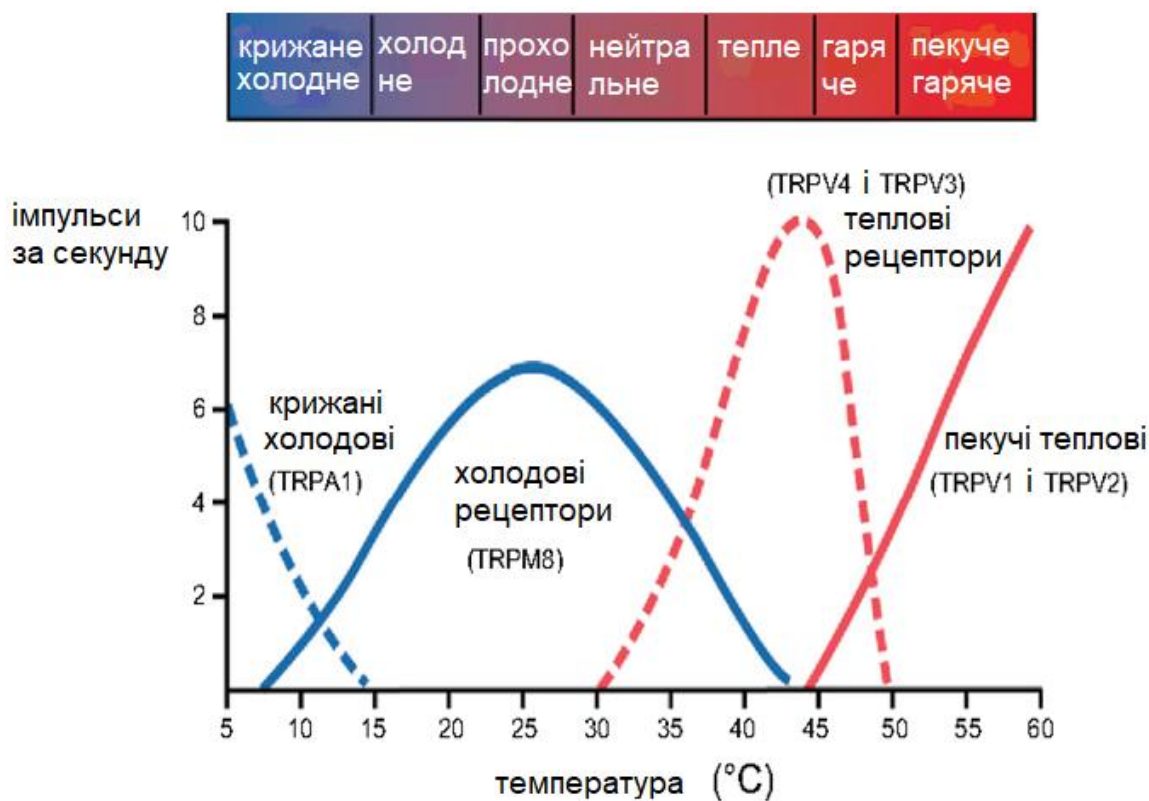 крижане холодне
холод не
прохо лодне
нейтра льне
тепле
гаря че
пекуче гаряче
імпульси
за секунду
10
8
6
4
2
крижані
холодові
(TRPA1)
холодові
рецептори
(TRPM8)
(TRPV4 і TRPV3)
теплові
рецептори
пекучі теплові
(TRPV1 і TRPV2)
5 10 15 20 25 30 35 40 45 50 55 60
температура (°C)